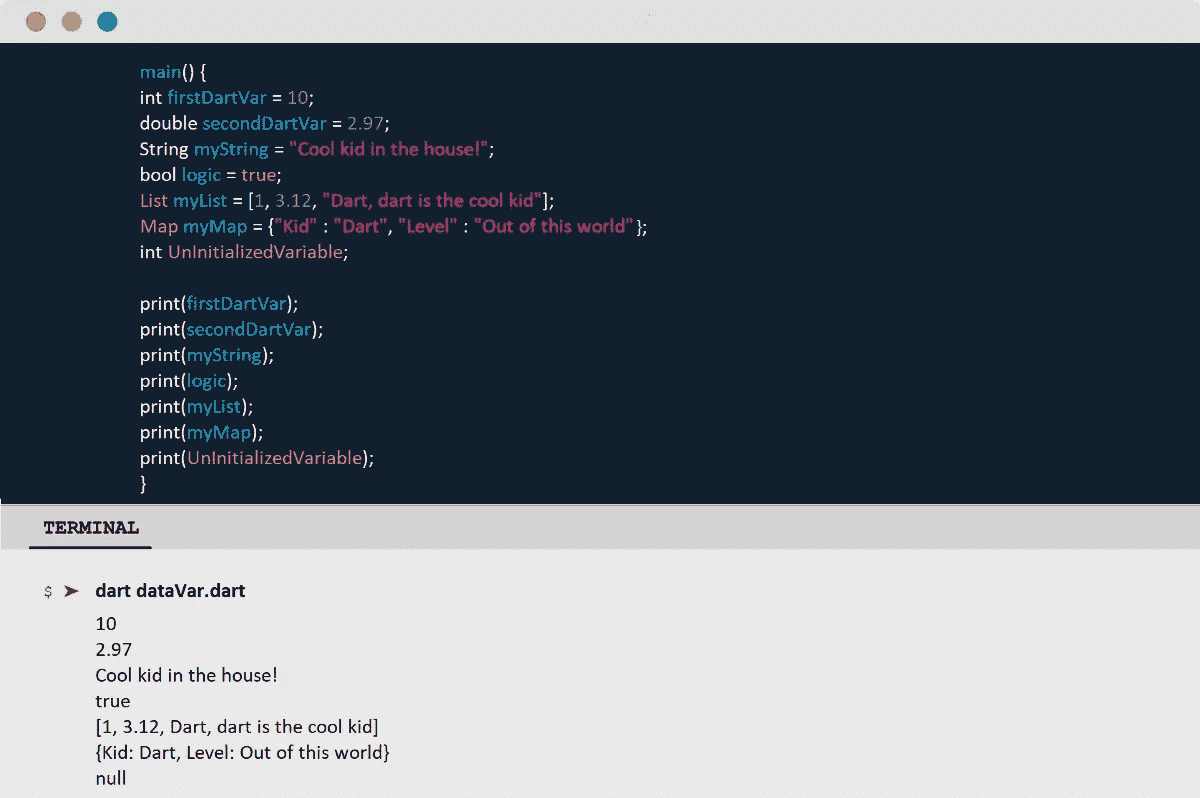 main() {
int firstDartVar = 10;
double secondDartVar = 2.97;
String myString = "Cool kid in the house!";
bool logic = true;
List myList = [1, 3.12, "Dart, dart is the cool kid"];
Map myMap = {"Kid" : "Dart", "Level" : "Out of this world"};
int UnInitializedVariable;
print(firstDartVar);
print(secondDartVar);
print(myString);
print(logic);
print(myList);
print(myMap);
print(UnInitializedVariable);
}
TERMINAL
$ ➤ dart dataVar.dart
10
2.97
Cool kid in the house!
true
[1, 3.12, Dart, dart is the cool kid]
{Kid: Dart, Level: Out of this world}
null